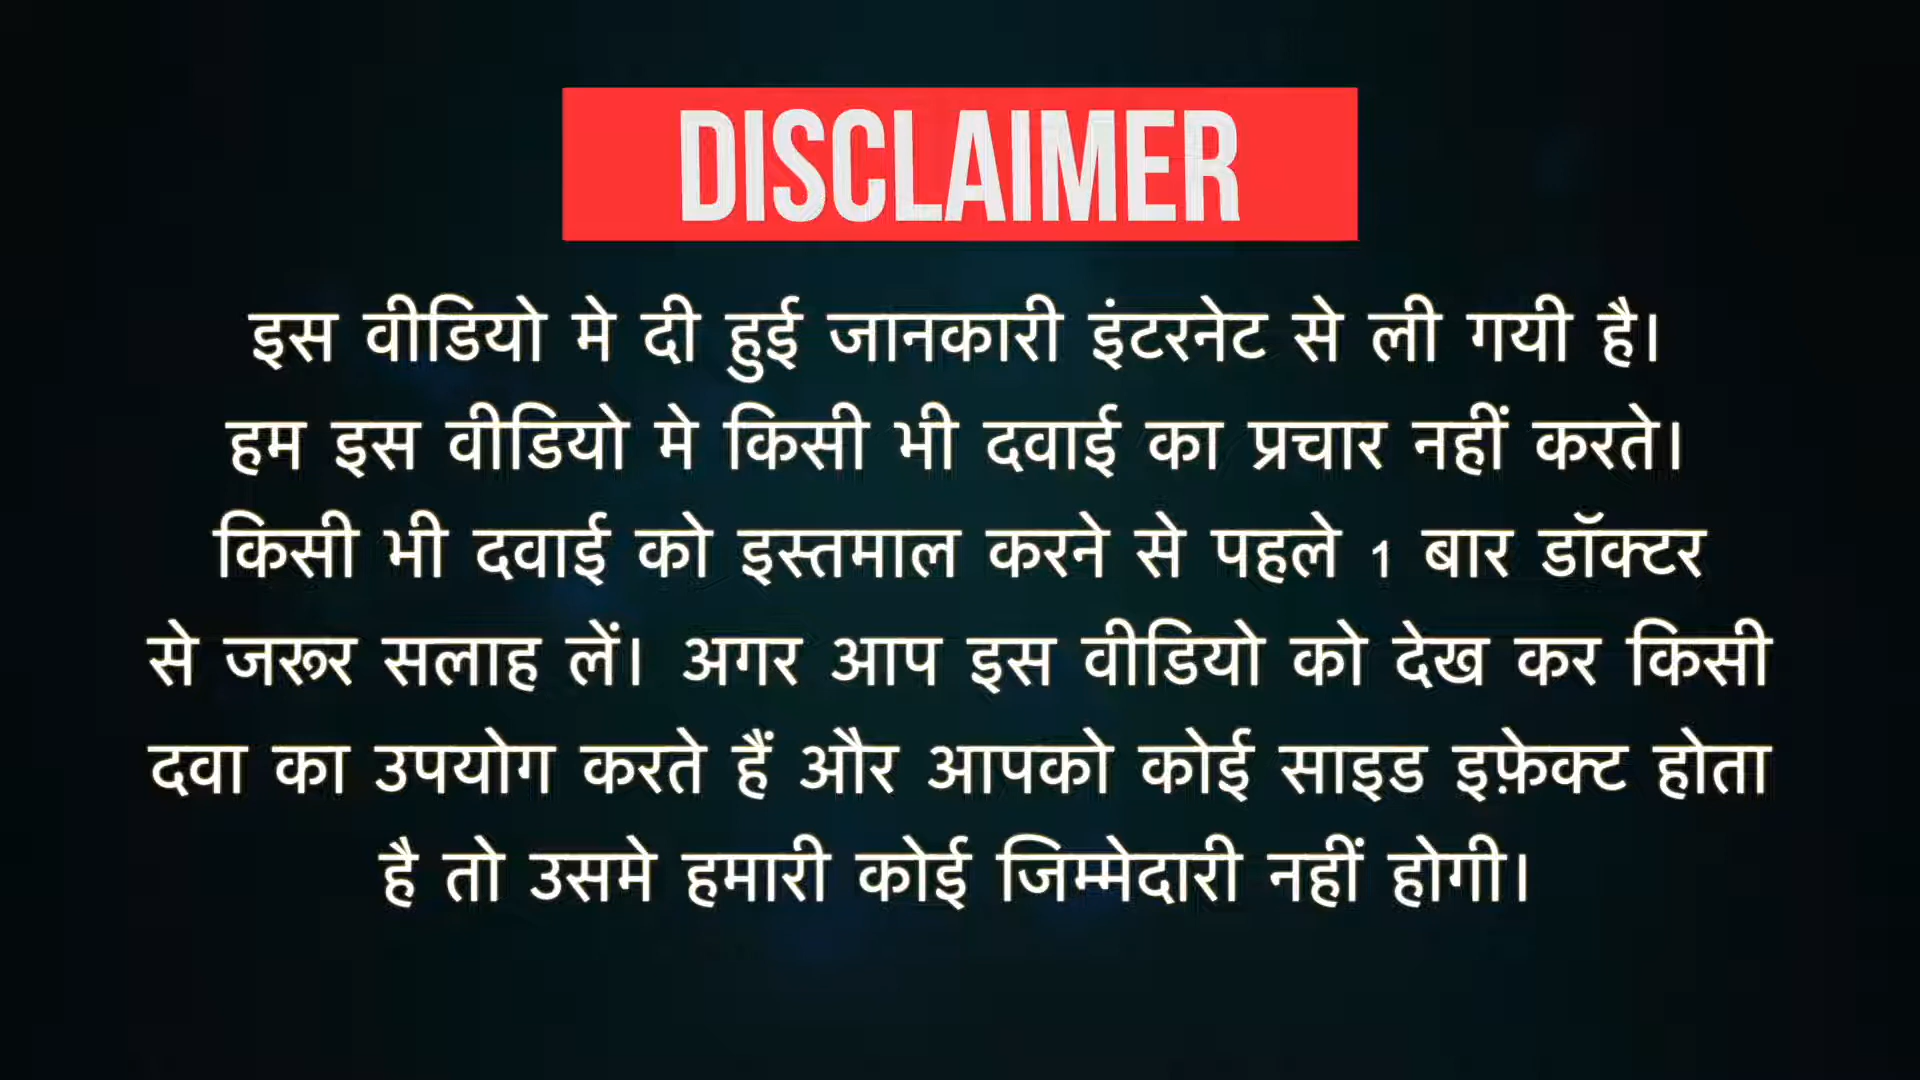 DISCLAIMER
इस वीडियो मे दी हुई जानकारी इंटरनेट से ली गयी है।
हम इस वीडियो मे किसी भी दवाई का प्रचार नहीं करते।
किसी भी दवाई को इस्तमाल करने से पहले 1 बार डॉक्टर
से जरूर सलाह लें। अगर आप इस वीडियो को देख कर किसी
दवा का उपयोग करते हैं और आपको कोई साइड इफ़ेक्ट होता
है तो उसमे हमारी कोई जिम्मेदारी नहीं होगी।